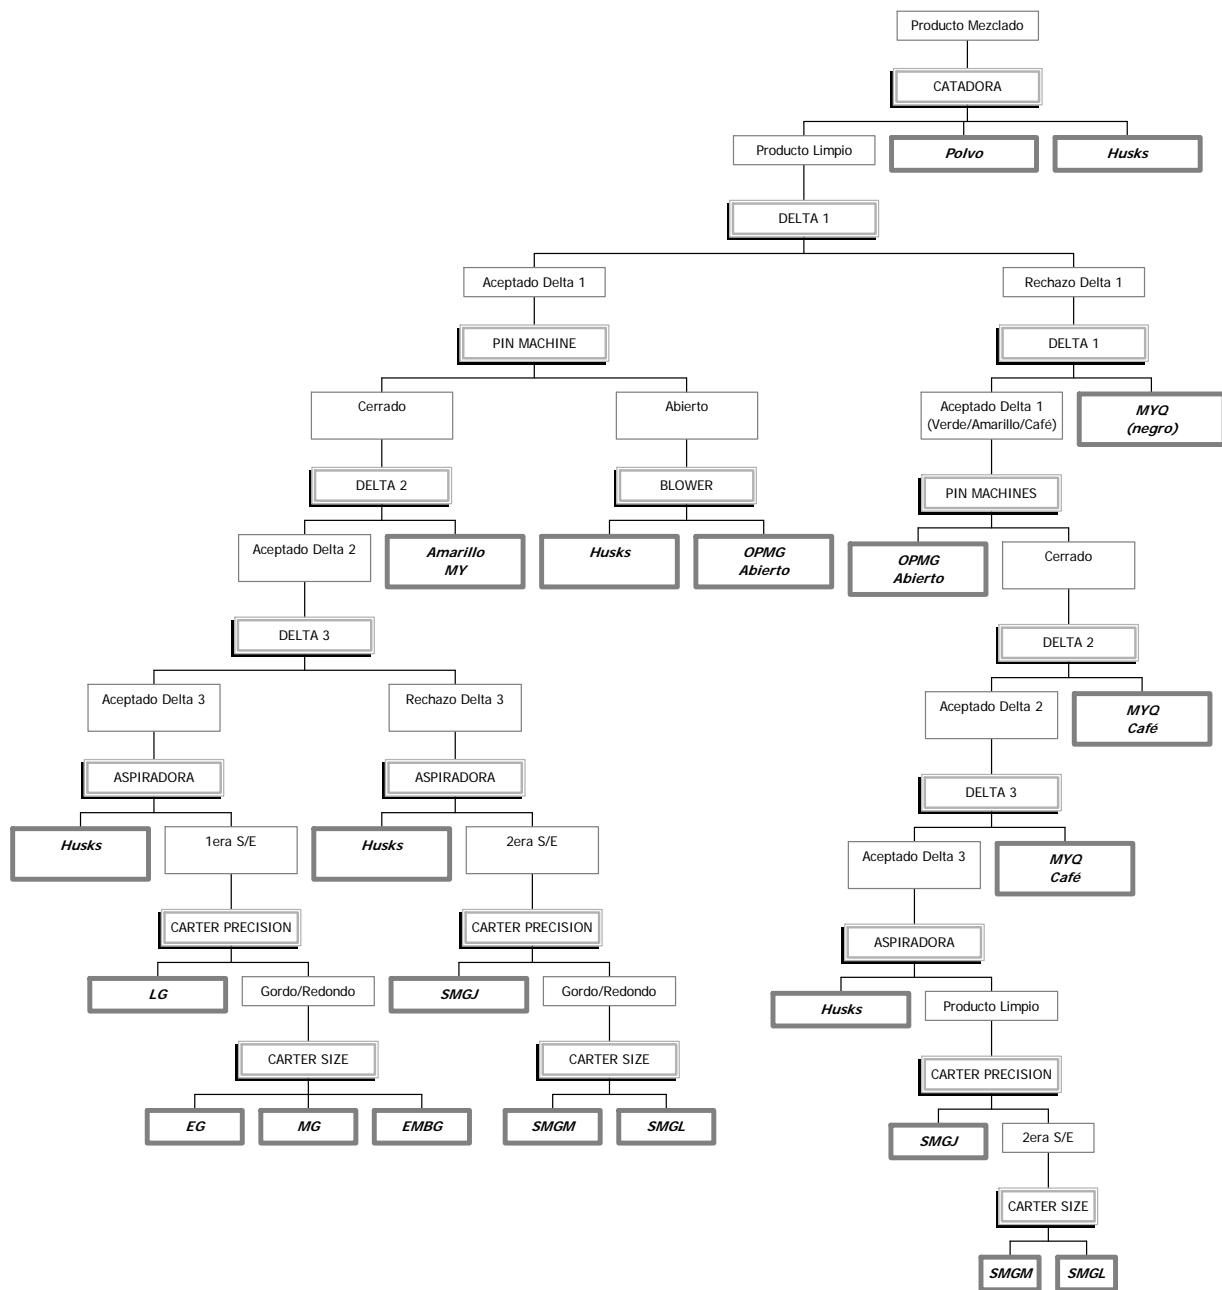 Producto Mezclado
CATADORA
Producto Limpio
Polvo
Husks
DELTA 1
Aceptado Delta 1
Rechazo Delta 1
PIN MACHINE
DELTA 1
Cerrado
Abierto
Aceptado Delta 1
(Verde/Amarillo/Café)
MYQ
(negro)
DELTA 2
BLOWER
PIN MACHINES
Aceptado Delta 2
Amarillo
MY
Husks
OPMG
Abierto
OPMG
Abierto
Cerrado
DELTA 3
DELTA 2
Aceptado Delta 3
Rechazo Delta 3
Aceptado Delta 2
MYQ
Café
ASPIRADORA
ASPIRADORA
DELTA 3
Husks
1era S/E
Husks
2era S/E
Aceptado Delta 3
MYQ
Café
CARTER PRECISION
CARTER PRECISION
ASPIRADORA
LG
Gordo/Redondo
SMGJ
Gordo/Redondo
Husks
Producto Limpio
CARTER SIZE
CARTER SIZE
CARTER PRECISION
EG
MG
EMBG
SMGM
SMGL
SMGJ
2era S/E
CARTER SIZE
SMGM
SMGL